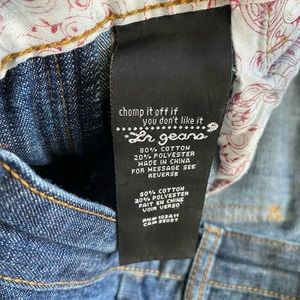 chomp it off if
you don't like it
Lr jeans
80% COTTON
20% POLYESTER
MADE IN CHINA
FOR MESSAGE SEE
REVERSE
80% COTTON
20% POLYESTER
FAIT EN CHINE
VOIR VERSO